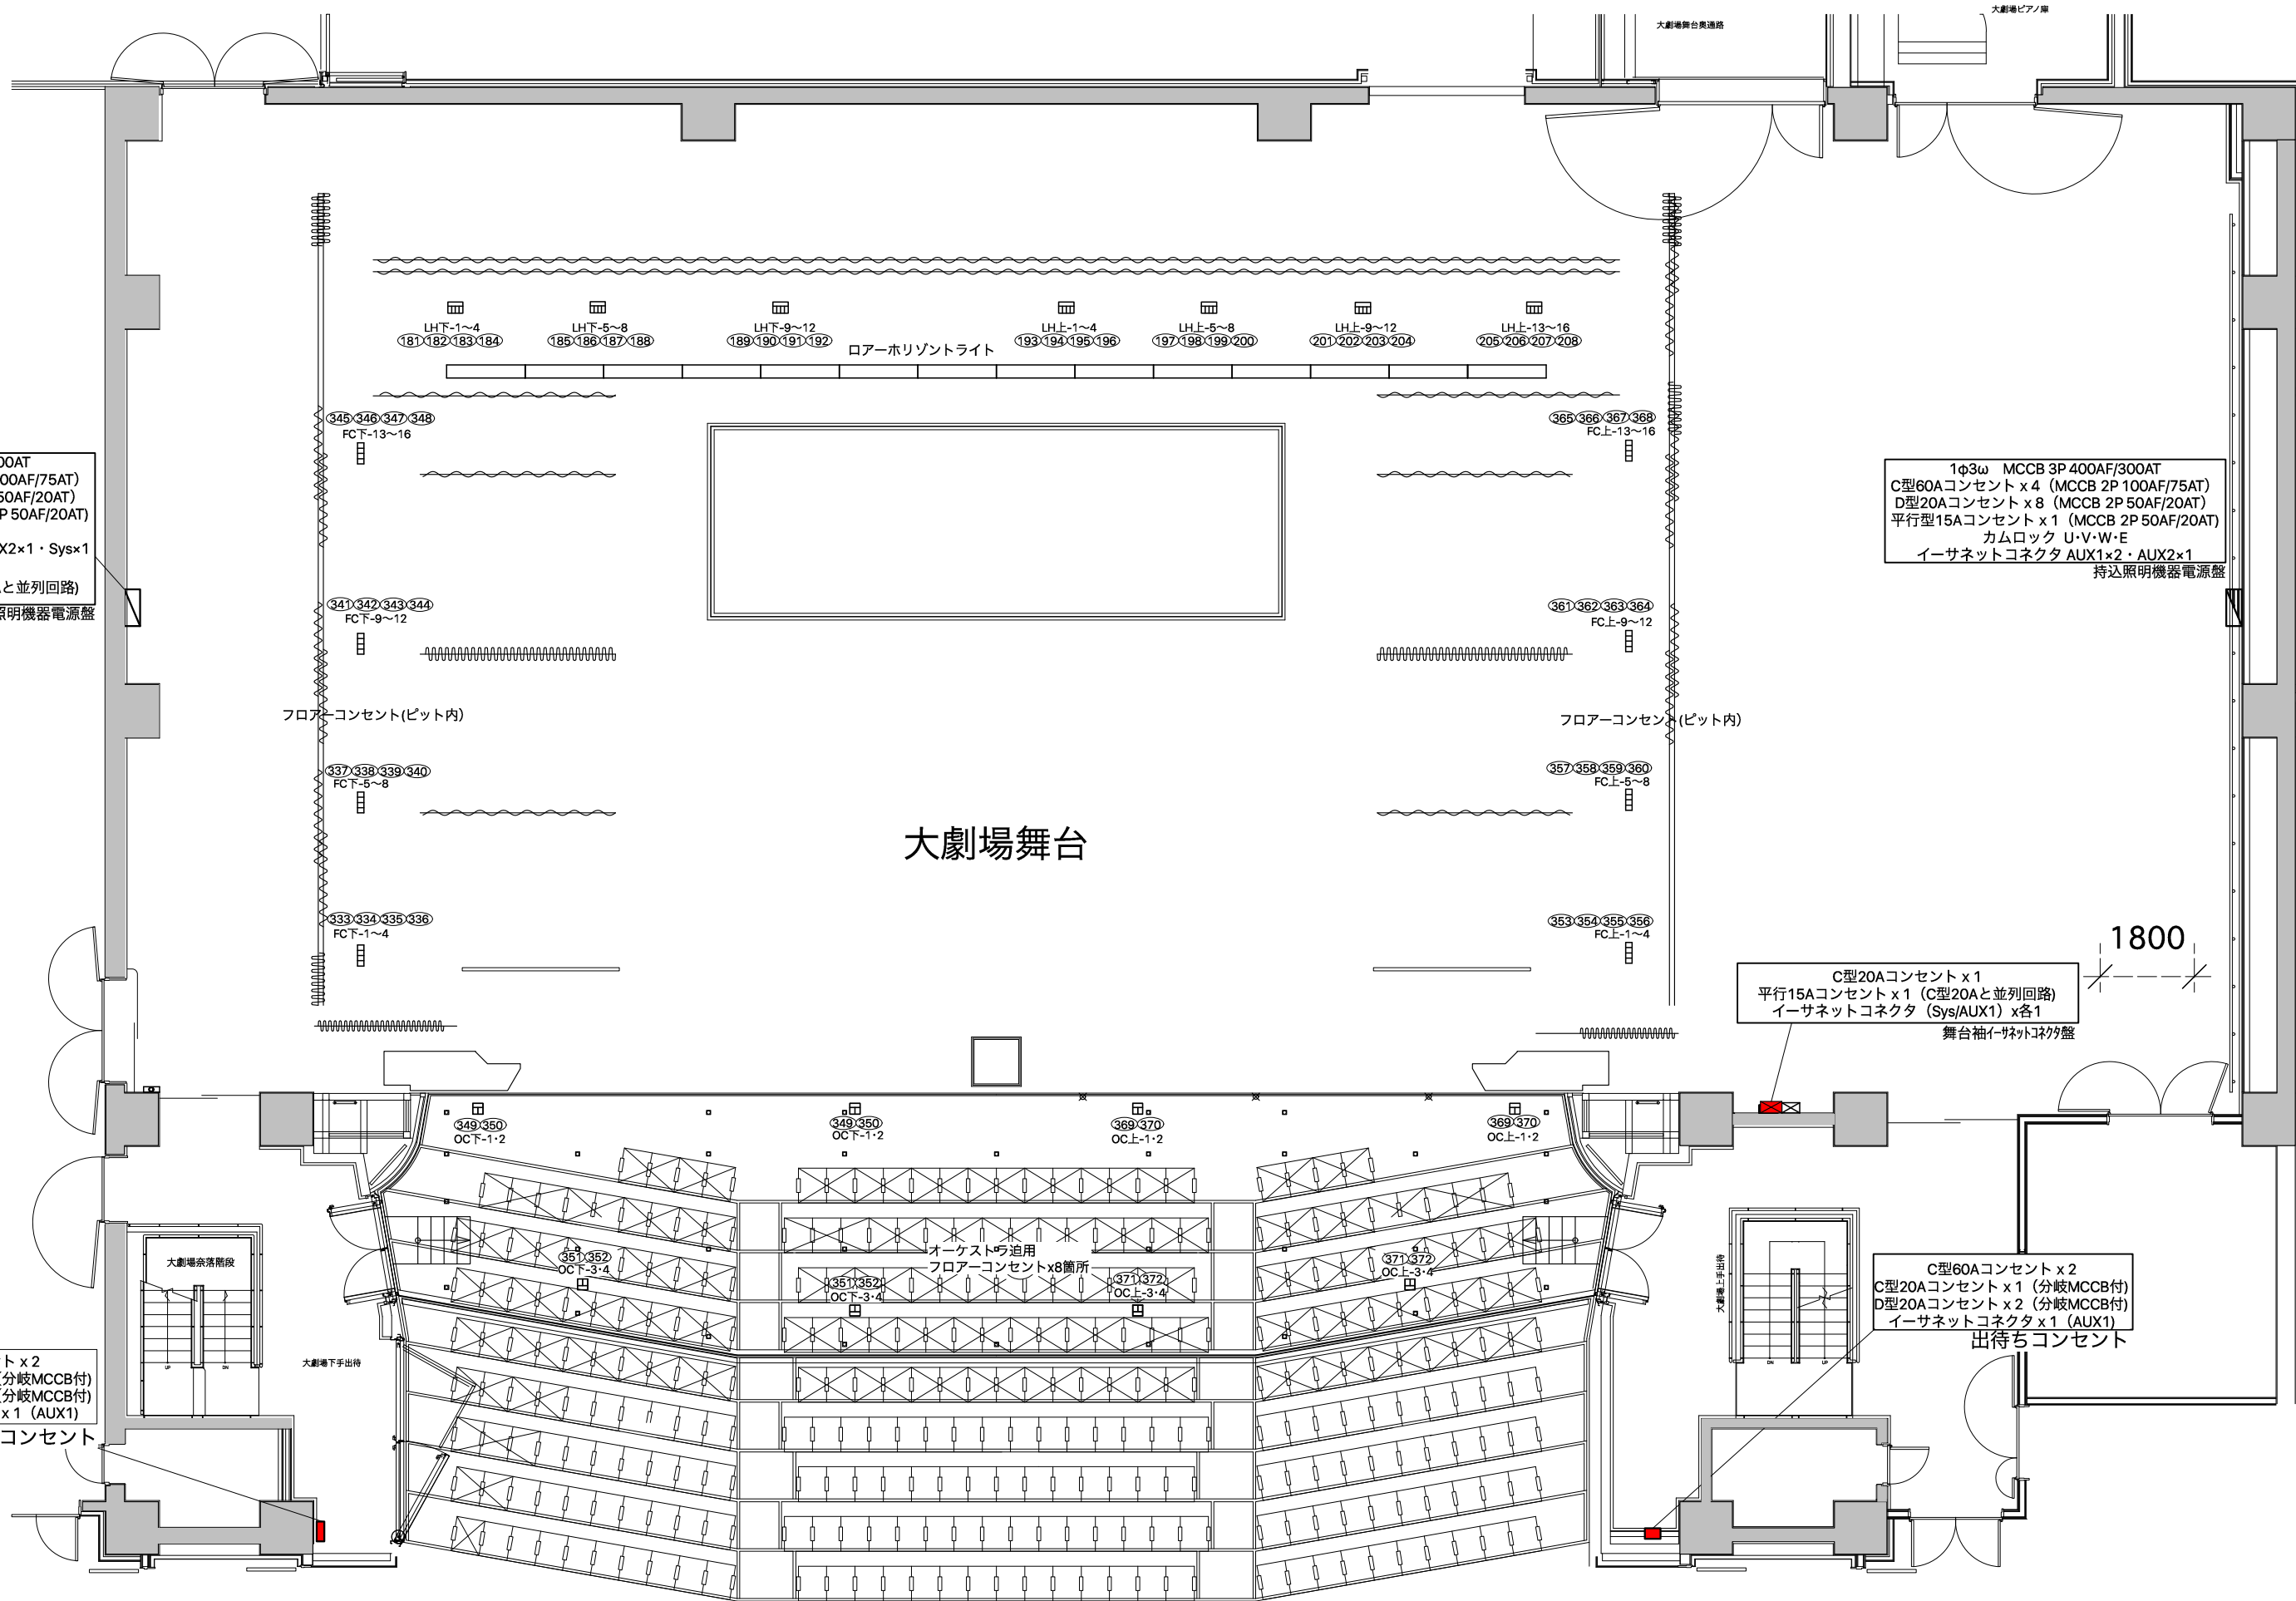 大劇場ピアノ庫
大劇場舞台奥通路
LH下-1〜4
181 182 183 184
LH下-5〜8
185 186 187 188
LH下-9〜12
189 190 191 192
LH上-1〜4
193 194 195 196
LH上-5〜8
197 198 199 200
LH上-9〜12
201 202 203 204
LH上-13〜16
205 206 207 208
ロアーホリゾントライト
345 346 347 348
FC下-13〜16
365 366 367 368
FC上-13〜16
00AT
00AF/75AT）
50AF/20AT）
P 50AF/20AT)
X2×1・Sys×1
と並列回路)
照明機器電源盤
1φ3ω　MCCB 3P 400AF/300AT
C型60Aコンセント x 4（MCCB 2P 100AF/75AT）
D型20Aコンセント x 8（MCCB 2P 50AF/20AT）
平行型15Aコンセント x 1（MCCB 2P 50AF/20AT)
カムロック U・V・W・E
イーサネットコネクタ AUX1×2・AUX2×1
持込照明機器電源盤
341 342 343 344
FC下-9〜12
361 362 363 364
FC上-9〜12
フロアーコンセント(ピット内)
フロアーコンセント(ピット内)
337 338 339 340
FC下-5〜8
357 358 359 360
FC上-5〜8
大劇場舞台
333 334 335 336
FC下-1〜4
353 354 355 356
FC上-1〜4
1800
C型20Aコンセント x 1
平行15Aコンセント x 1（C型20Aと並列回路)
イーサネットコネクタ（Sys/AUX1）x各1
舞台袖イーサネットコネクタ盤
349 350
OC下-1・2
349 350
OC下-1・2
369 370
OC上-1・2
369 370
OC上-1・2
オーケストラ迫用
フロアーコンセントx8箇所
351 352
OC下-3・4
351 352
OC下-3・4
371 372
OC上-3・4
371 372
OC上-3・4
大劇場奈落階段
UP
DN
大劇場下手出待
大劇場上手出待
DN
UP
C型60Aコンセント x 2
C型20Aコンセント x 1（分岐MCCB付)
D型20Aコンセント x 2（分岐MCCB付)
イーサネットコネクタ x 1（AUX1)
出待ちコンセント
ント x 2
（分岐MCCB付)
（分岐MCCB付)
x 1（AUX1)
コンセント